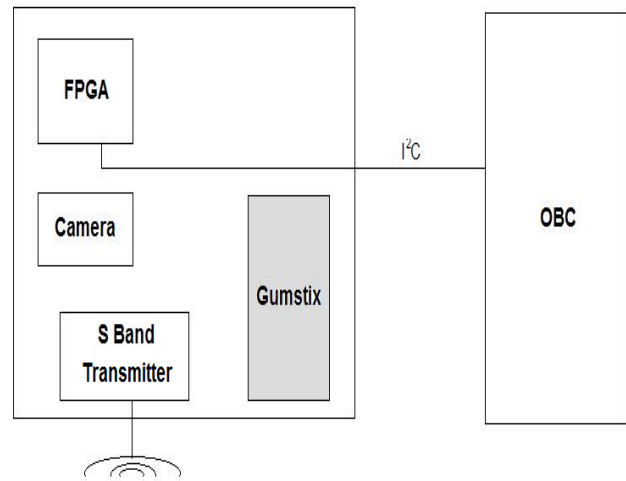 FPGA
I²C
OBC
Camera
Gumstix
S Band
Transmitter